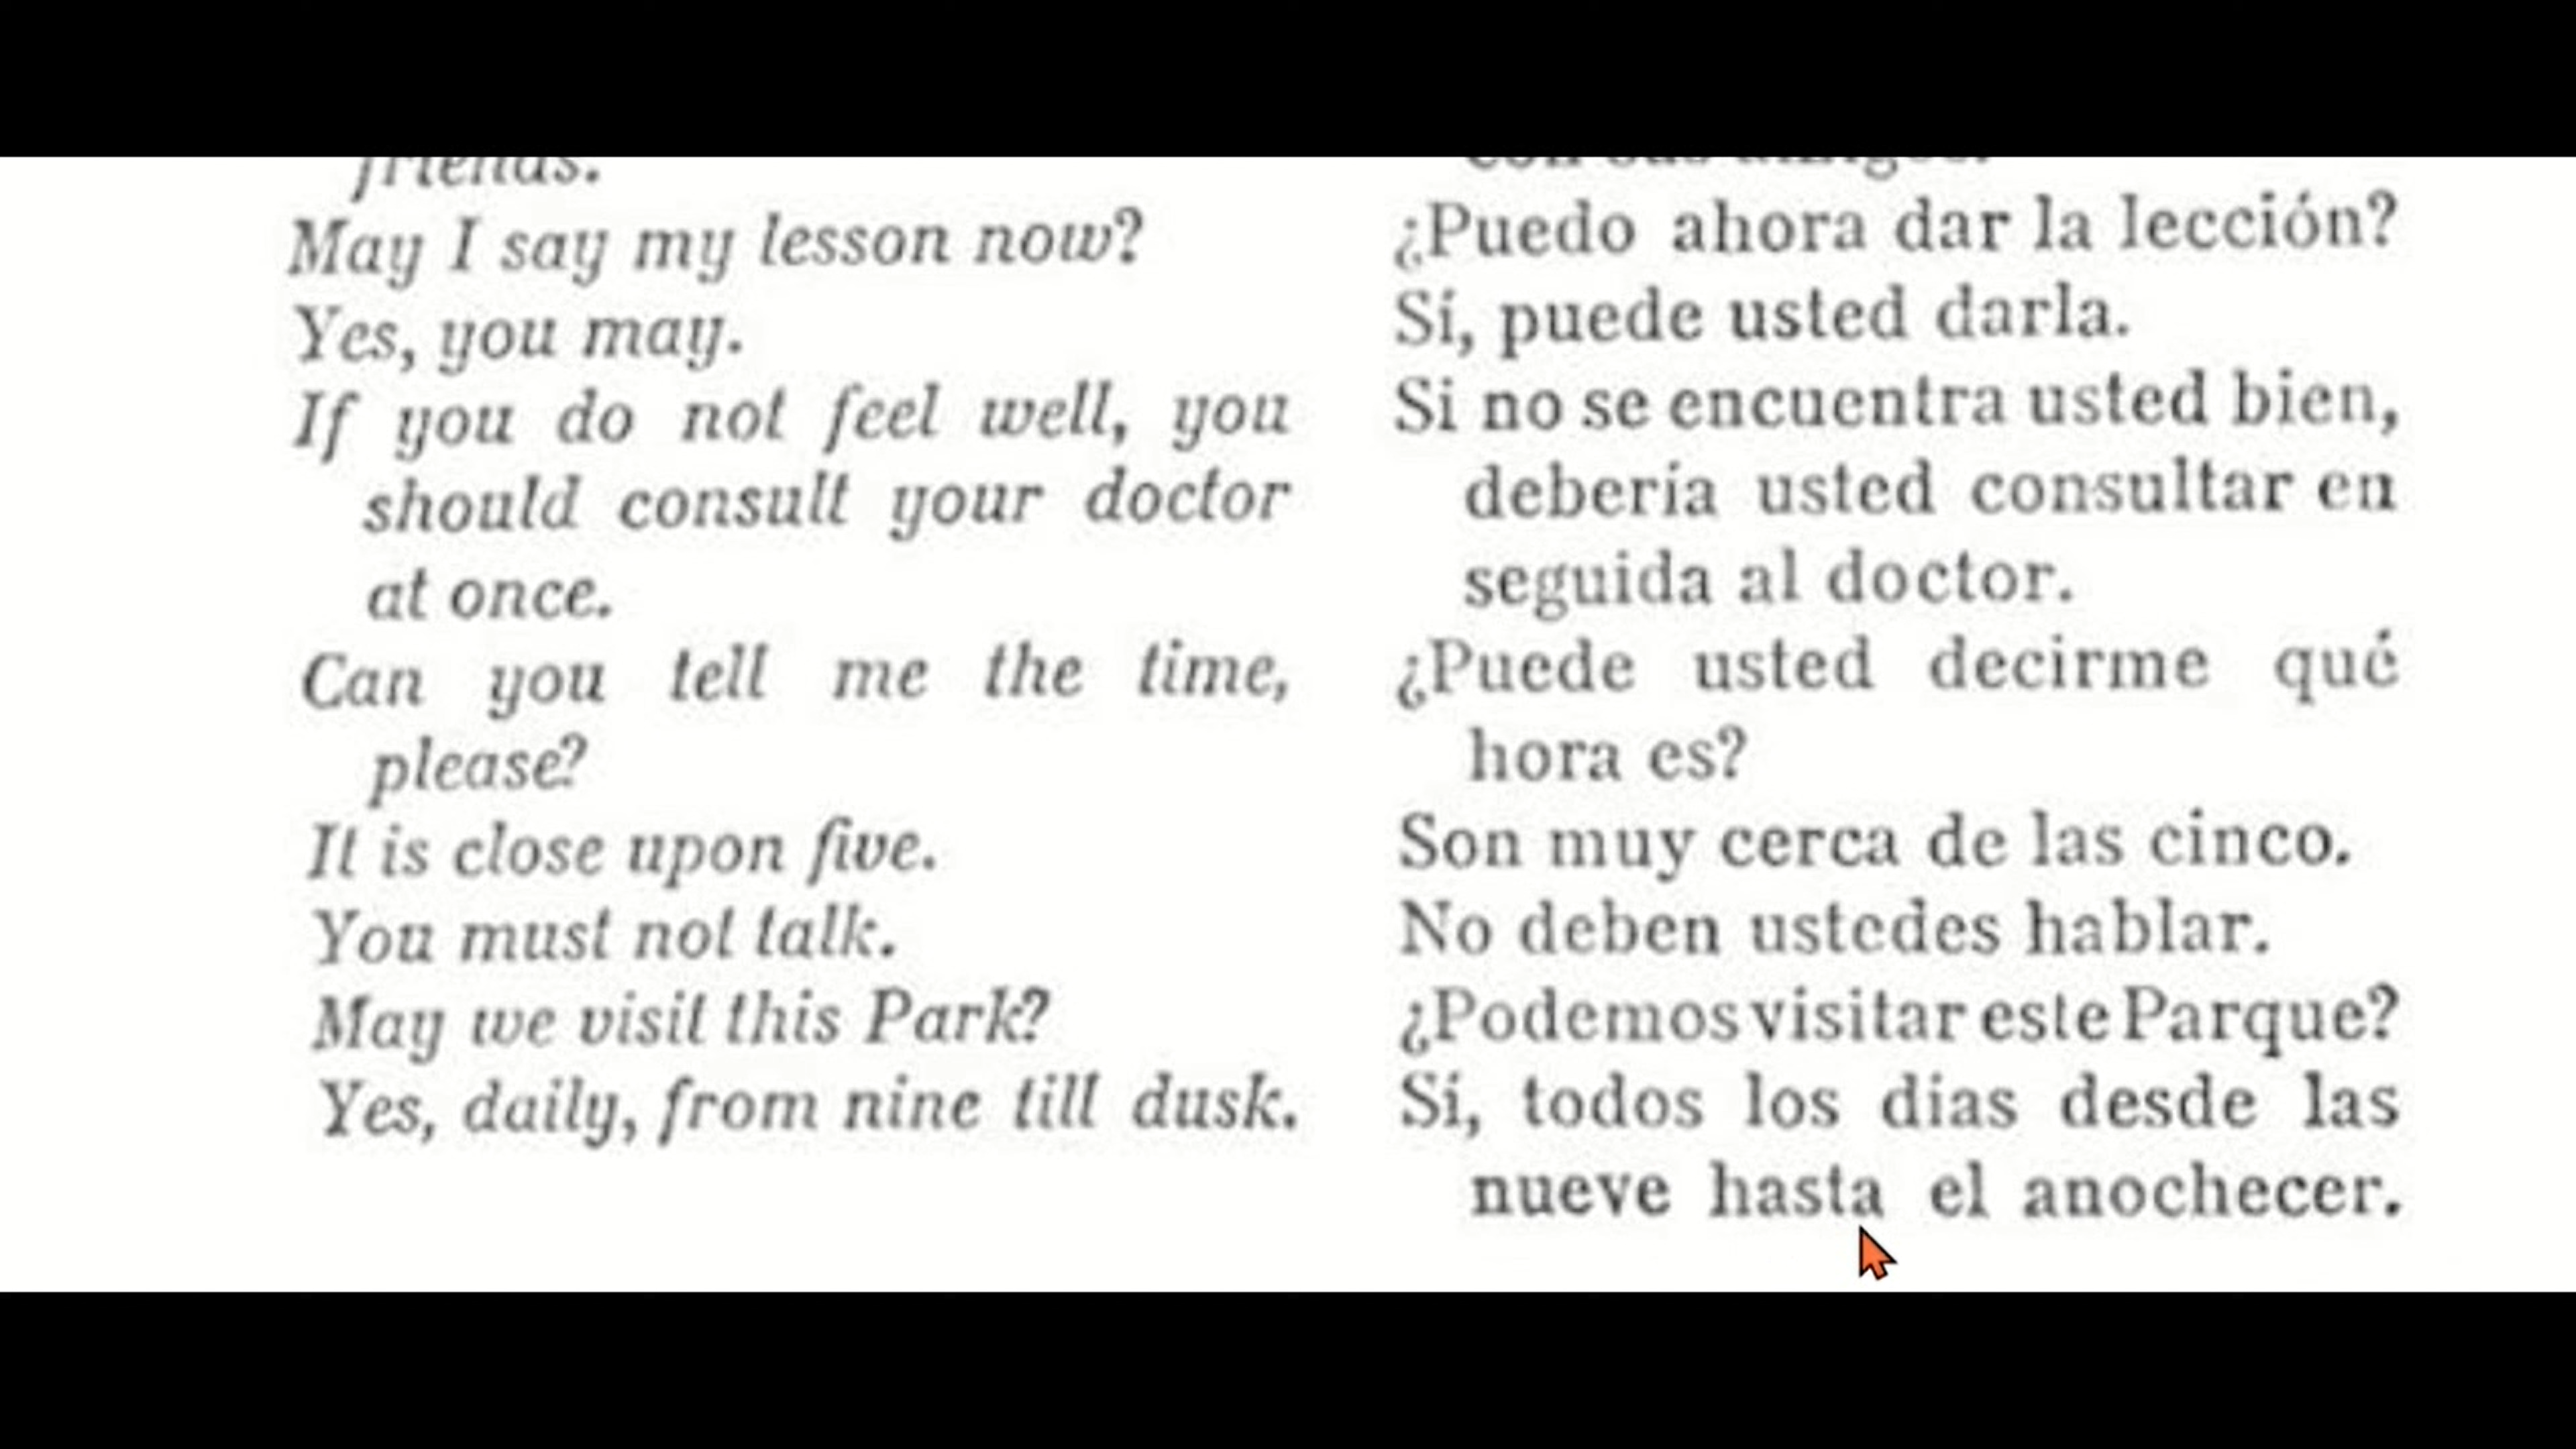 friends.
May I say my lesson now?
Yes, you may.
If you do not feel well, you
should consult your doctor
at once.
Can you tell me the time,
please?
It is close upon five.
You must not talk.
May we visit this Park?
Yes, daily, from nine till dusk.
con sus amigos.
¿Puedo ahora dar la lección?
Sí, puede usted darla.
Si no se encuentra usted bien,
debería usted consultar en
seguida al doctor.
¿Puede usted decirme qué
hora es?
Son muy cerca de las cinco.
No deben ustedes hablar.
¿Podemos visitar este Parque?
Sí, todos los días desde las
nueve hasta el anochecer.